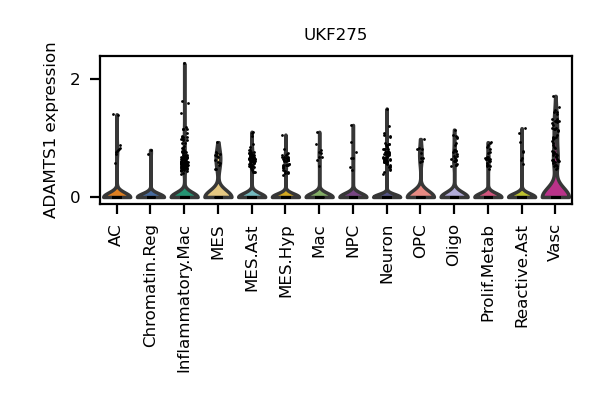 UKF275
ADAMTS1 expression
2
0
AC
Chromatin.Reg
Inflammatory.Mac
MES
MES.Ast
MES.Hyp
Mac
NPC
Neuron
OPC
Oligo
Prolif.Metab
Reactive.Ast
Vasc